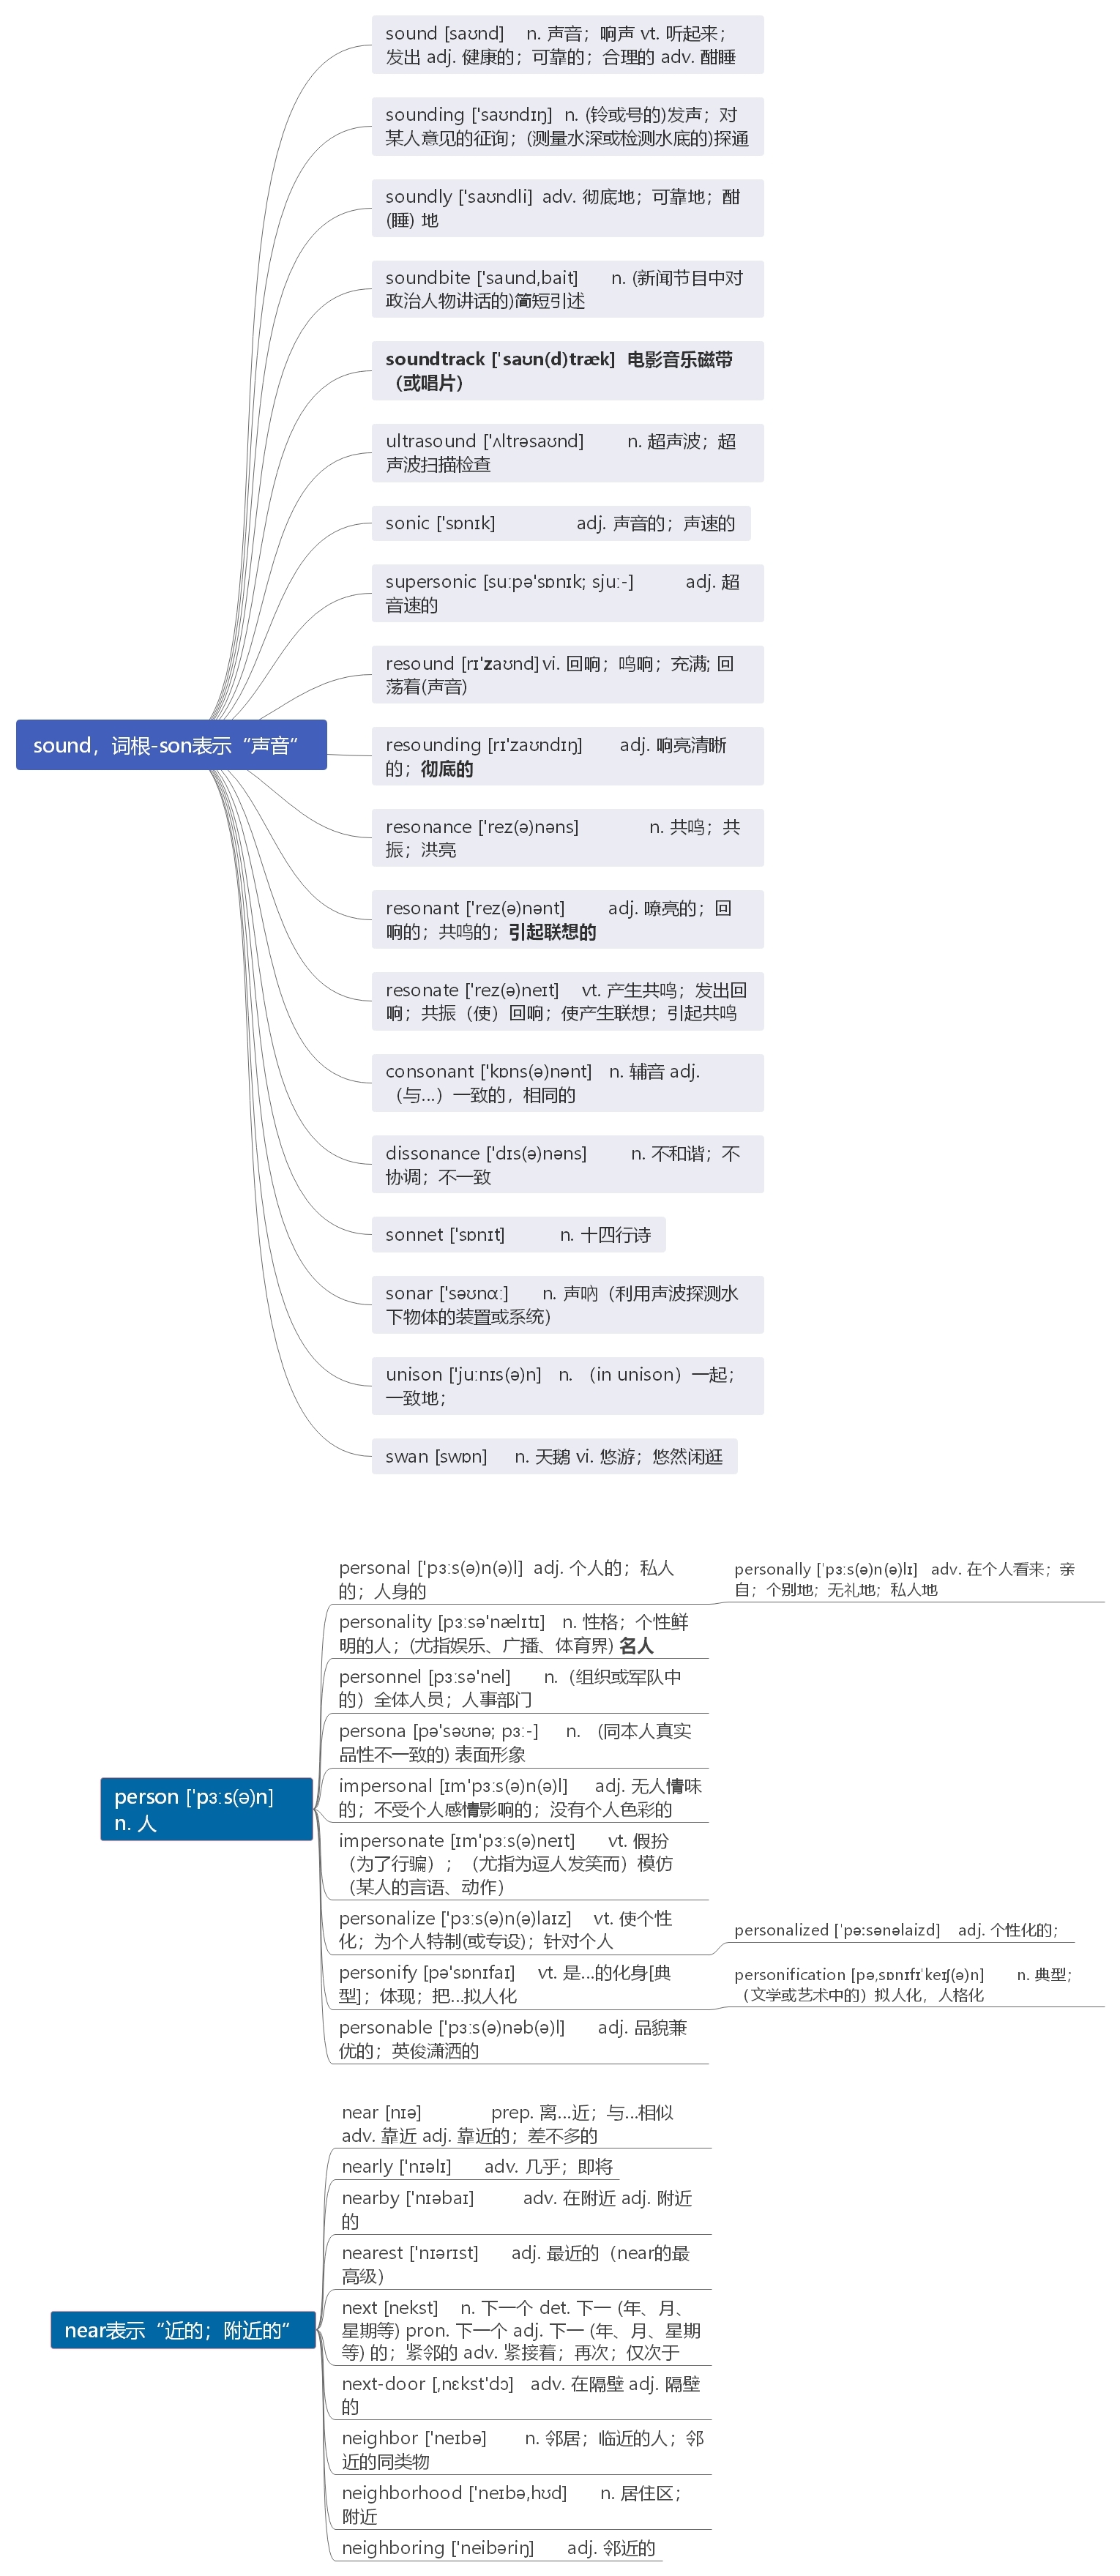 sound [saʊnd] n. 声音；响声 vt. 听起来；
发出 adj. 健康的；可靠的；合理的 adv. 酣睡
sounding ['saʊndɪŋ] n. (铃或号的)发声；对
某人意见的征询；(测量水深或检测水底的)探通
soundly ['saʊndli] adv. 彻底地；可靠地；酣
(睡) 地
soundbite ['saund,bait] n. (新闻节目中对
政治人物讲话的)简短引述
soundtrack [ˈsaʊn(d)træk] 电影音乐磁带
（或唱片）
ultrasound ['ʌltrəsaʊnd] n. 超声波；超
声波扫描检查
sonic ['sɒnɪk] adj. 声音的；声速的
supersonic [suːpə'sɒnɪk; sjuː-] adj. 超
音速的
resound [rɪ'zaʊnd] vi. 回响；鸣响；充满; 回
荡着(声音)
sound，词根-son表示“声音”
resounding [rɪ'zaʊndɪŋ] adj. 响亮清晰
的；彻底的
resonance ['rez(ə)nəns] n. 共鸣；共
振；洪亮
resonant ['rez(ə)nənt] adj. 嘹亮的；回
响的；共鸣的；引起联想的
resonate ['rez(ə)neɪt] vt. 产生共鸣；发出回
响；共振（使）回响；使产生联想；引起共鸣
consonant ['kɒns(ə)nənt] n. 辅音 adj.
（与...）一致的，相同的
dissonance ['dɪs(ə)nəns] n. 不和谐；不
协调；不一致
sonnet ['sɒnɪt] n. 十四行诗
sonar ['səʊnɑː] n. 声呐（利用声波探测水
下物体的装置或系统）
unison ['juːnɪs(ə)n] n. （in unison）一起；
一致地；
swan [swɒn] n. 天鹅 vi. 悠游；悠然闲逛
personal ['pɜːs(ə)n(ə)l] adj. 个人的；私人
的；人身的
personally ['pɜːs(ə)n(ə)lɪ] adv. 在个人看来；亲
自；个别地；无礼地；私人地
personality [pɜːsə'nælɪtɪ] n. 性格；个性鲜
明的人；(尤指娱乐、广播、体育界) 名人
personnel [pɜːsə'nel] n.（组织或军队中
的）全体人员；人事部门
persona [pə'səʊnə; pɜː-] n. (同本人真实
品性不一致的) 表面形象
person ['pɜːs(ə)n]
n. 人
impersonal [ɪm'pɜːs(ə)n(ə)l] adj. 无人情味
的；不受个人感情影响的；没有个人色彩的
impersonate [ɪm'pɜːs(ə)neɪt] vt. 假扮
（为了行骗）；（尤指为逗人发笑而）模仿
（某人的言语、动作）
personalize ['pɜːs(ə)n(ə)laɪz] vt. 使个性
化；为个人特制(或专设)；针对个人
personalized ['pəːsənəlaizd] adj. 个性化的；
personify [pə'sɒnɪfaɪ] vt. 是...的化身[典
型]；体现；把...拟人化
personification [pə,sɒnɪfɪ'keɪʃ(ə)n] n. 典型；
（文学或艺术中的）拟人化，人格化
personable ['pɜːs(ə)nəb(ə)l] adj. 品貌兼
优的；英俊潇洒的
near [nɪə] prep. 离...近；与...相似
adv. 靠近 adj. 靠近的；差不多的
nearly ['nɪəlɪ] adv. 几乎；即将
nearby ['nɪəbaɪ] adv. 在附近 adj. 附近
的
nearest ['nɪərɪst] adj. 最近的（near的最
高级）
near表示“近的；附近的”
next [nekst] n. 下一个 det. 下一 (年、月、
星期等) pron. 下一个 adj. 下一 (年、月、星期
等) 的；紧邻的 adv. 紧接着；再次；仅次于
next-door [,nɛkst'dɔ] adv. 在隔壁 adj. 隔壁
的
neighbor ['neɪbə] n. 邻居；临近的人；邻
近的同类物
neighborhood ['neɪbə,hʊd] n. 居住区；
附近
neighboring ['neibəriŋ] adj. 邻近的